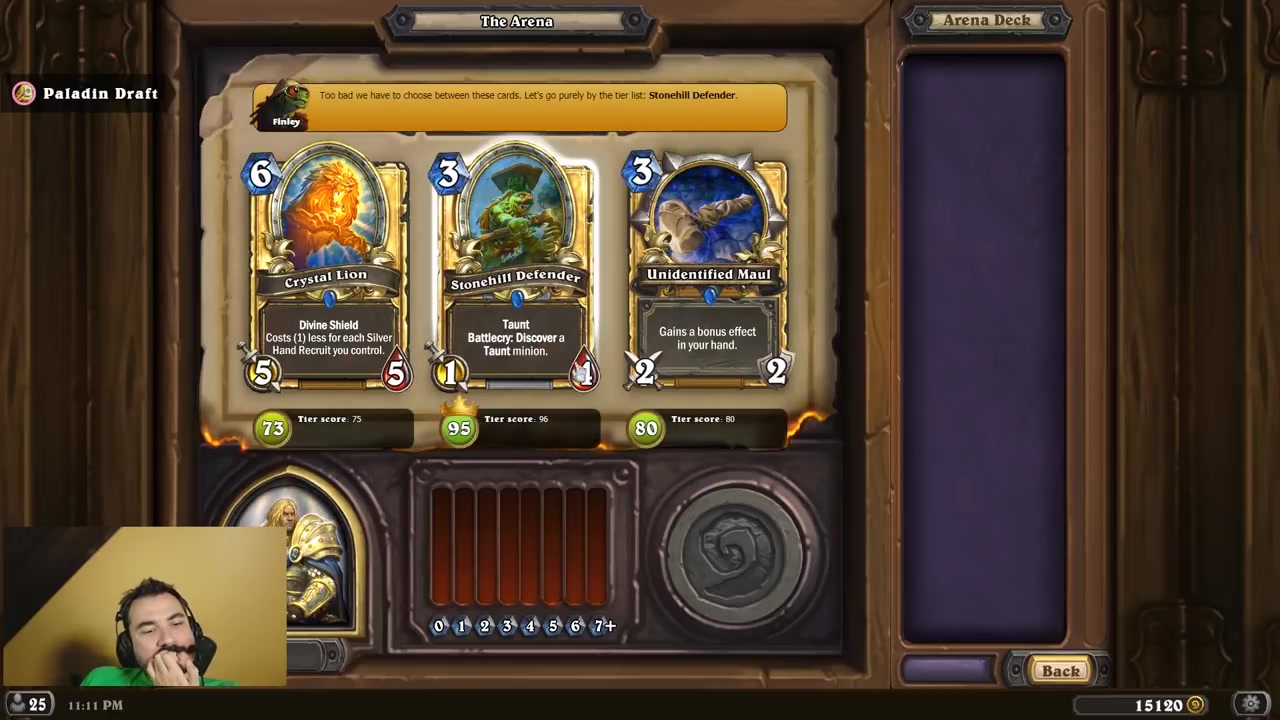 The Arena
Arena Deck
Paladin Draft
Too bad we have to choose between these cards. Let's go purely by the tier list: Stonehill Defender.
Finley
6
Crystal Lion
Divine Shield
Costs (1) less for each Silver
Hand Recruit you control.
5
5
3
Stonehill Defender
Taunt
Battlecry: Discover a
Taunt minion.
1
4
3
Unidentified Maul
Gains a bonus effect
in your hand.
2
2
73
Tier score: 75
95
Tier score: 96
80
Tier score: 80
0 1 2 3 4 5 6 7+
Back
25
11:11 PM
15120